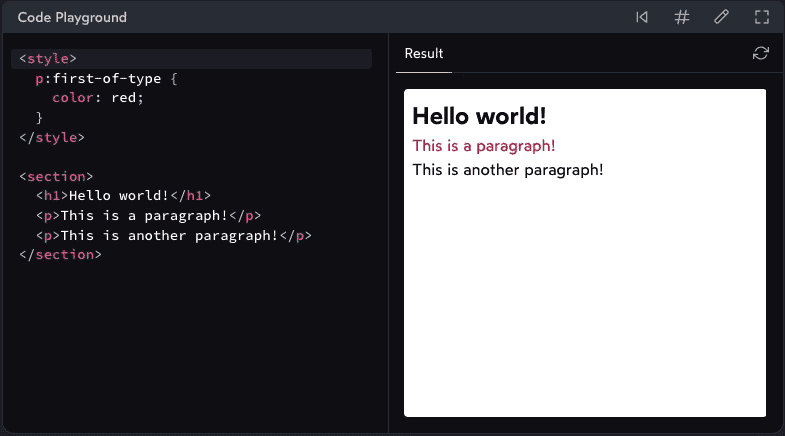 Code Playground
<style>
  p:first-of-type {
    color: red;
  }
</style>

<section>
  <h1>Hello world!</h1>
  <p>This is a paragraph!</p>
  <p>This is another paragraph!</p>
</section>
Result
Hello world!
This is a paragraph!
This is another paragraph!